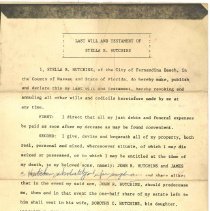 LAST WILL AND TESTAMENT OF
STELLA R. HUTCHINS
I, STELLA R. HUTCHINS, of the City of Fernandina Beach, in
the County of Nassau and State of Florida, do hereby make, publish
and declare this my Last Will and Testament, hereby revoking and
annulling all other wills and codicils heretofore made by me at
any time.
FIRST: I direct that all my just debts and funeral expenses
be paid as soon after my decease as may be found convenient.
SECOND: I give, devise and bequeath all of my property, both
real, personal and mixed, wheresoever situate, of which I may die
seized or possessed, or to which I may be entitled at the time of
my death, to my beloved sons, namely: JOHN R. HUTCHINS and JAMES
share and share alike;
that in the event my said son, JOHN R. HUTCHINS, should predecease
me, then and in that event the one-half share of my estate left to
him shall vest in his wife, DOROTHY C. HUTCHINS, his daughter,